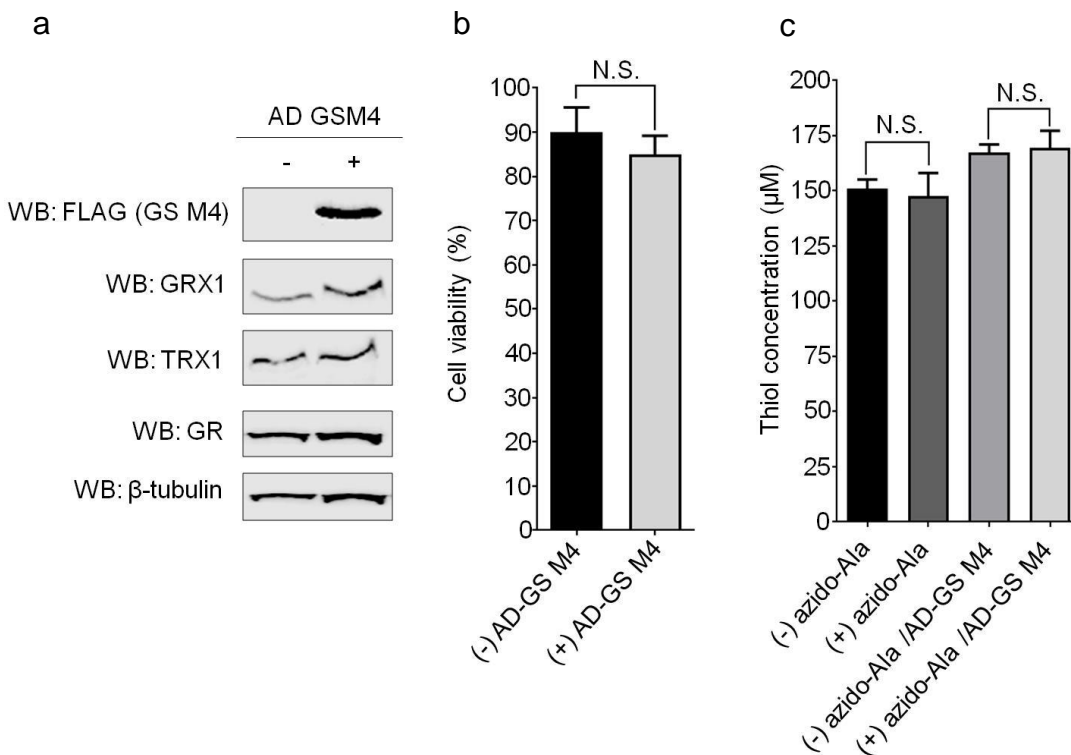 a
AD GSM4
- +
WB: FLAG (GS M4)
WB: GRX1
WB: TRX1
WB: GR
WB: β-tubulin
b
N.S.
100
90
80
70
60
50
40
30
20
10
0
Cell viability (%)
(-) AD-GS M4
(+) AD-GS M4
c
N.S.
N.S.
200
175
150
125
100
75
50
25
0
Thiol concentration (µM)
(-) azido-Ala
(+) azido-Ala
(-) azido-Ala /AD-GS M4
(+) azido-Ala /AD-GS M4